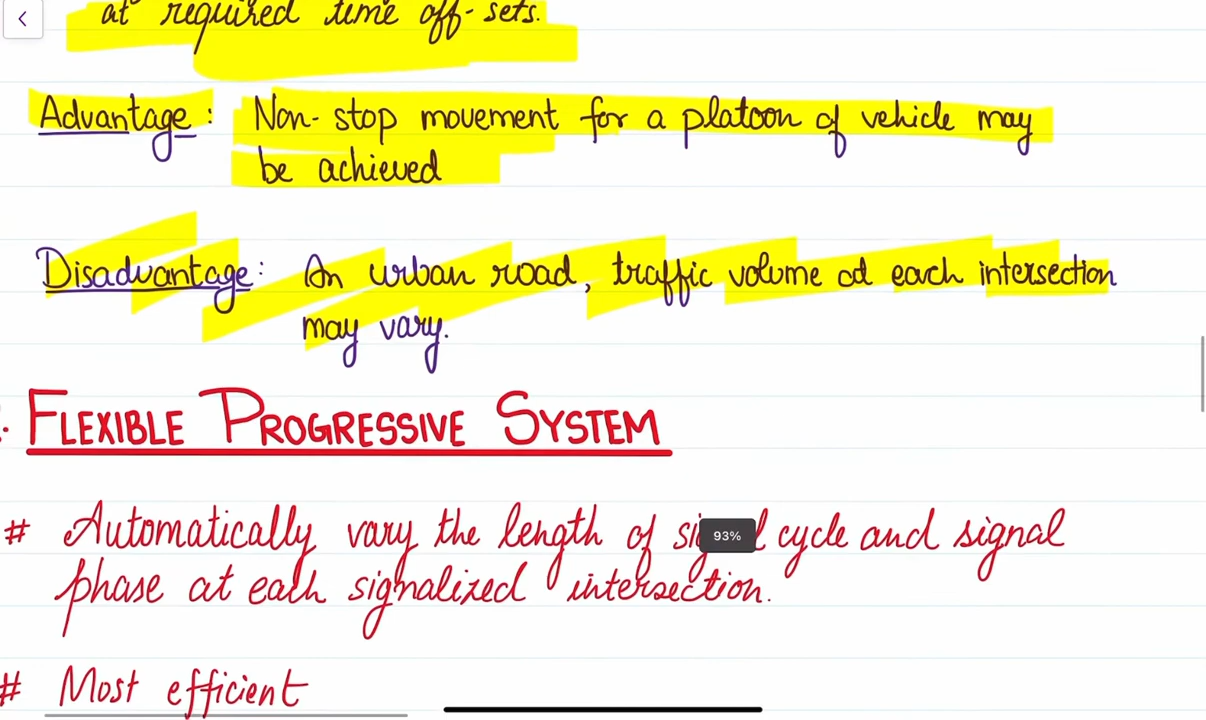 at required time off-sets.
Advantage: Non-stop movement for a platoon of vehicle may
be achieved
Disadvantage: An urban road, traffic volume at each intersection
may vary.
FLEXIBLE PROGRESSIVE SYSTEM
# Automatically vary the length of cycle and signal
phase at each signalized intersection.
# Most efficient
93%